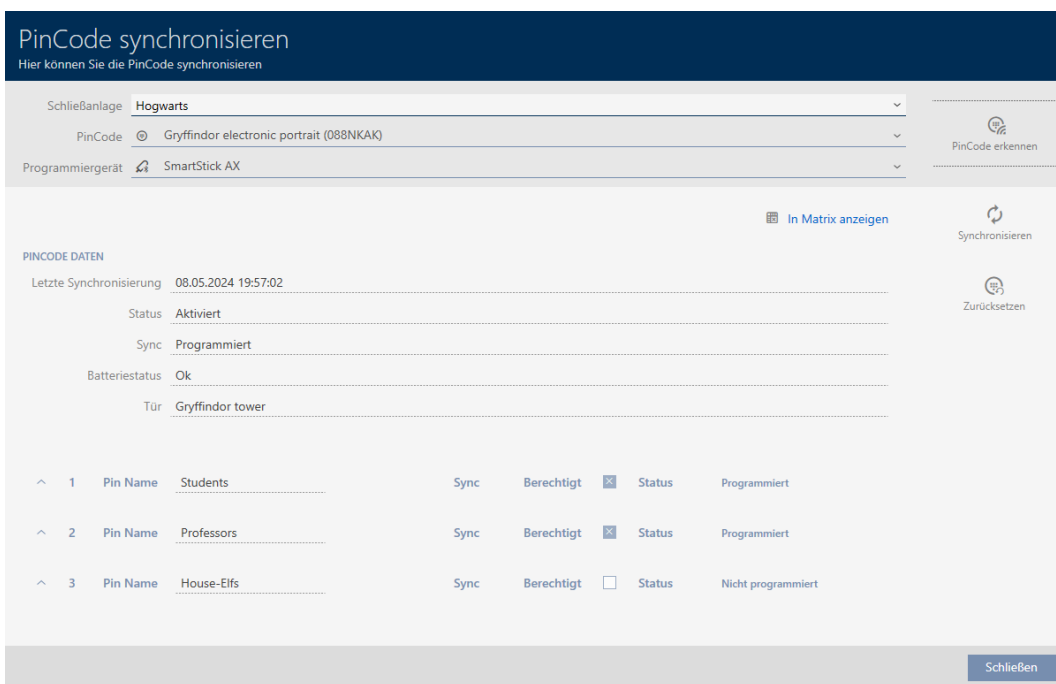 PinCode synchronisieren
Hier können Sie die PinCode synchronisieren
Schließanlage Hogwarts
PinCode Gryffindor electronic portrait (088NKAK)
PinCode erkennen
Programmiergerät SmartStick AX
In Matrix anzeigen
Synchronisieren
PINCODE DATEN
Letzte Synchronisierung 08.05.2024 19:57:02
Zurücksetzen
Status Aktiviert
Sync Programmiert
Batteriestatus Ok
Tür Gryffindor tower
1 Pin Name Students Sync Berechtigt Status Programmiert
2 Pin Name Professors Sync Berechtigt Status Programmiert
3 Pin Name House-Elfs Sync Berechtigt Status Nicht programmiert
Schließen